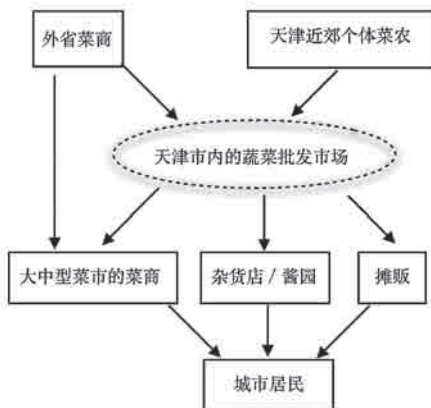 外省菜商
天津近郊个体菜农
天津市内的蔬菜批发市场
大中型菜市的菜商
杂货店 / 酱园
摊贩
城市居民